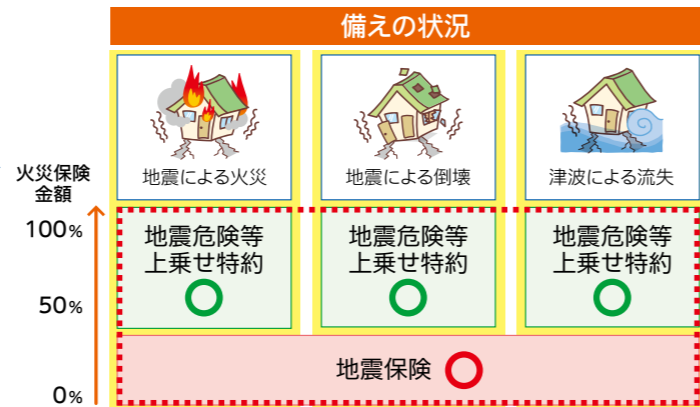 備えの状況
地震による火災
地震による倒壊
津波による流失
火災保険
金額
100%
50%
0%
地震危険等
上乗せ特約
地震危険等
上乗せ特約
地震危険等
上乗せ特約
地震保険